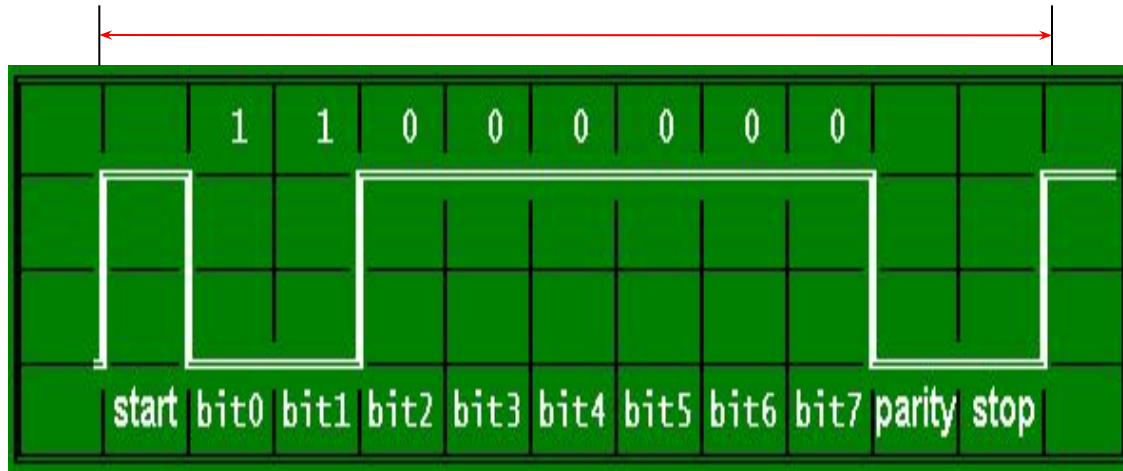 1 1 0 0 0 0 0 0
start bit0 bit1 bit2 bit3 bit4 bit5 bit6 bit7 parity stop